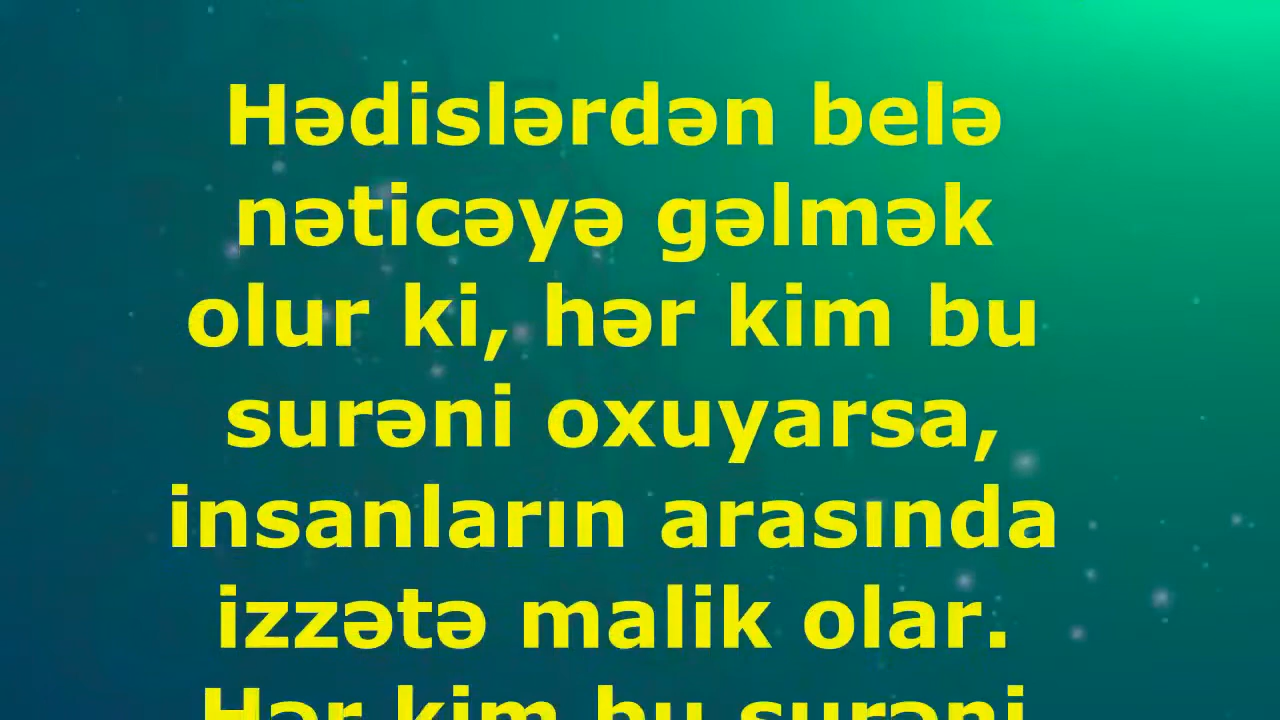 Hədislərdən belə
nəticəyə gəlmək
olur ki, hər kim bu
surəni oxuyarsa,
insanların arasında
izzətə malik olar.
Hər kim bu surəni